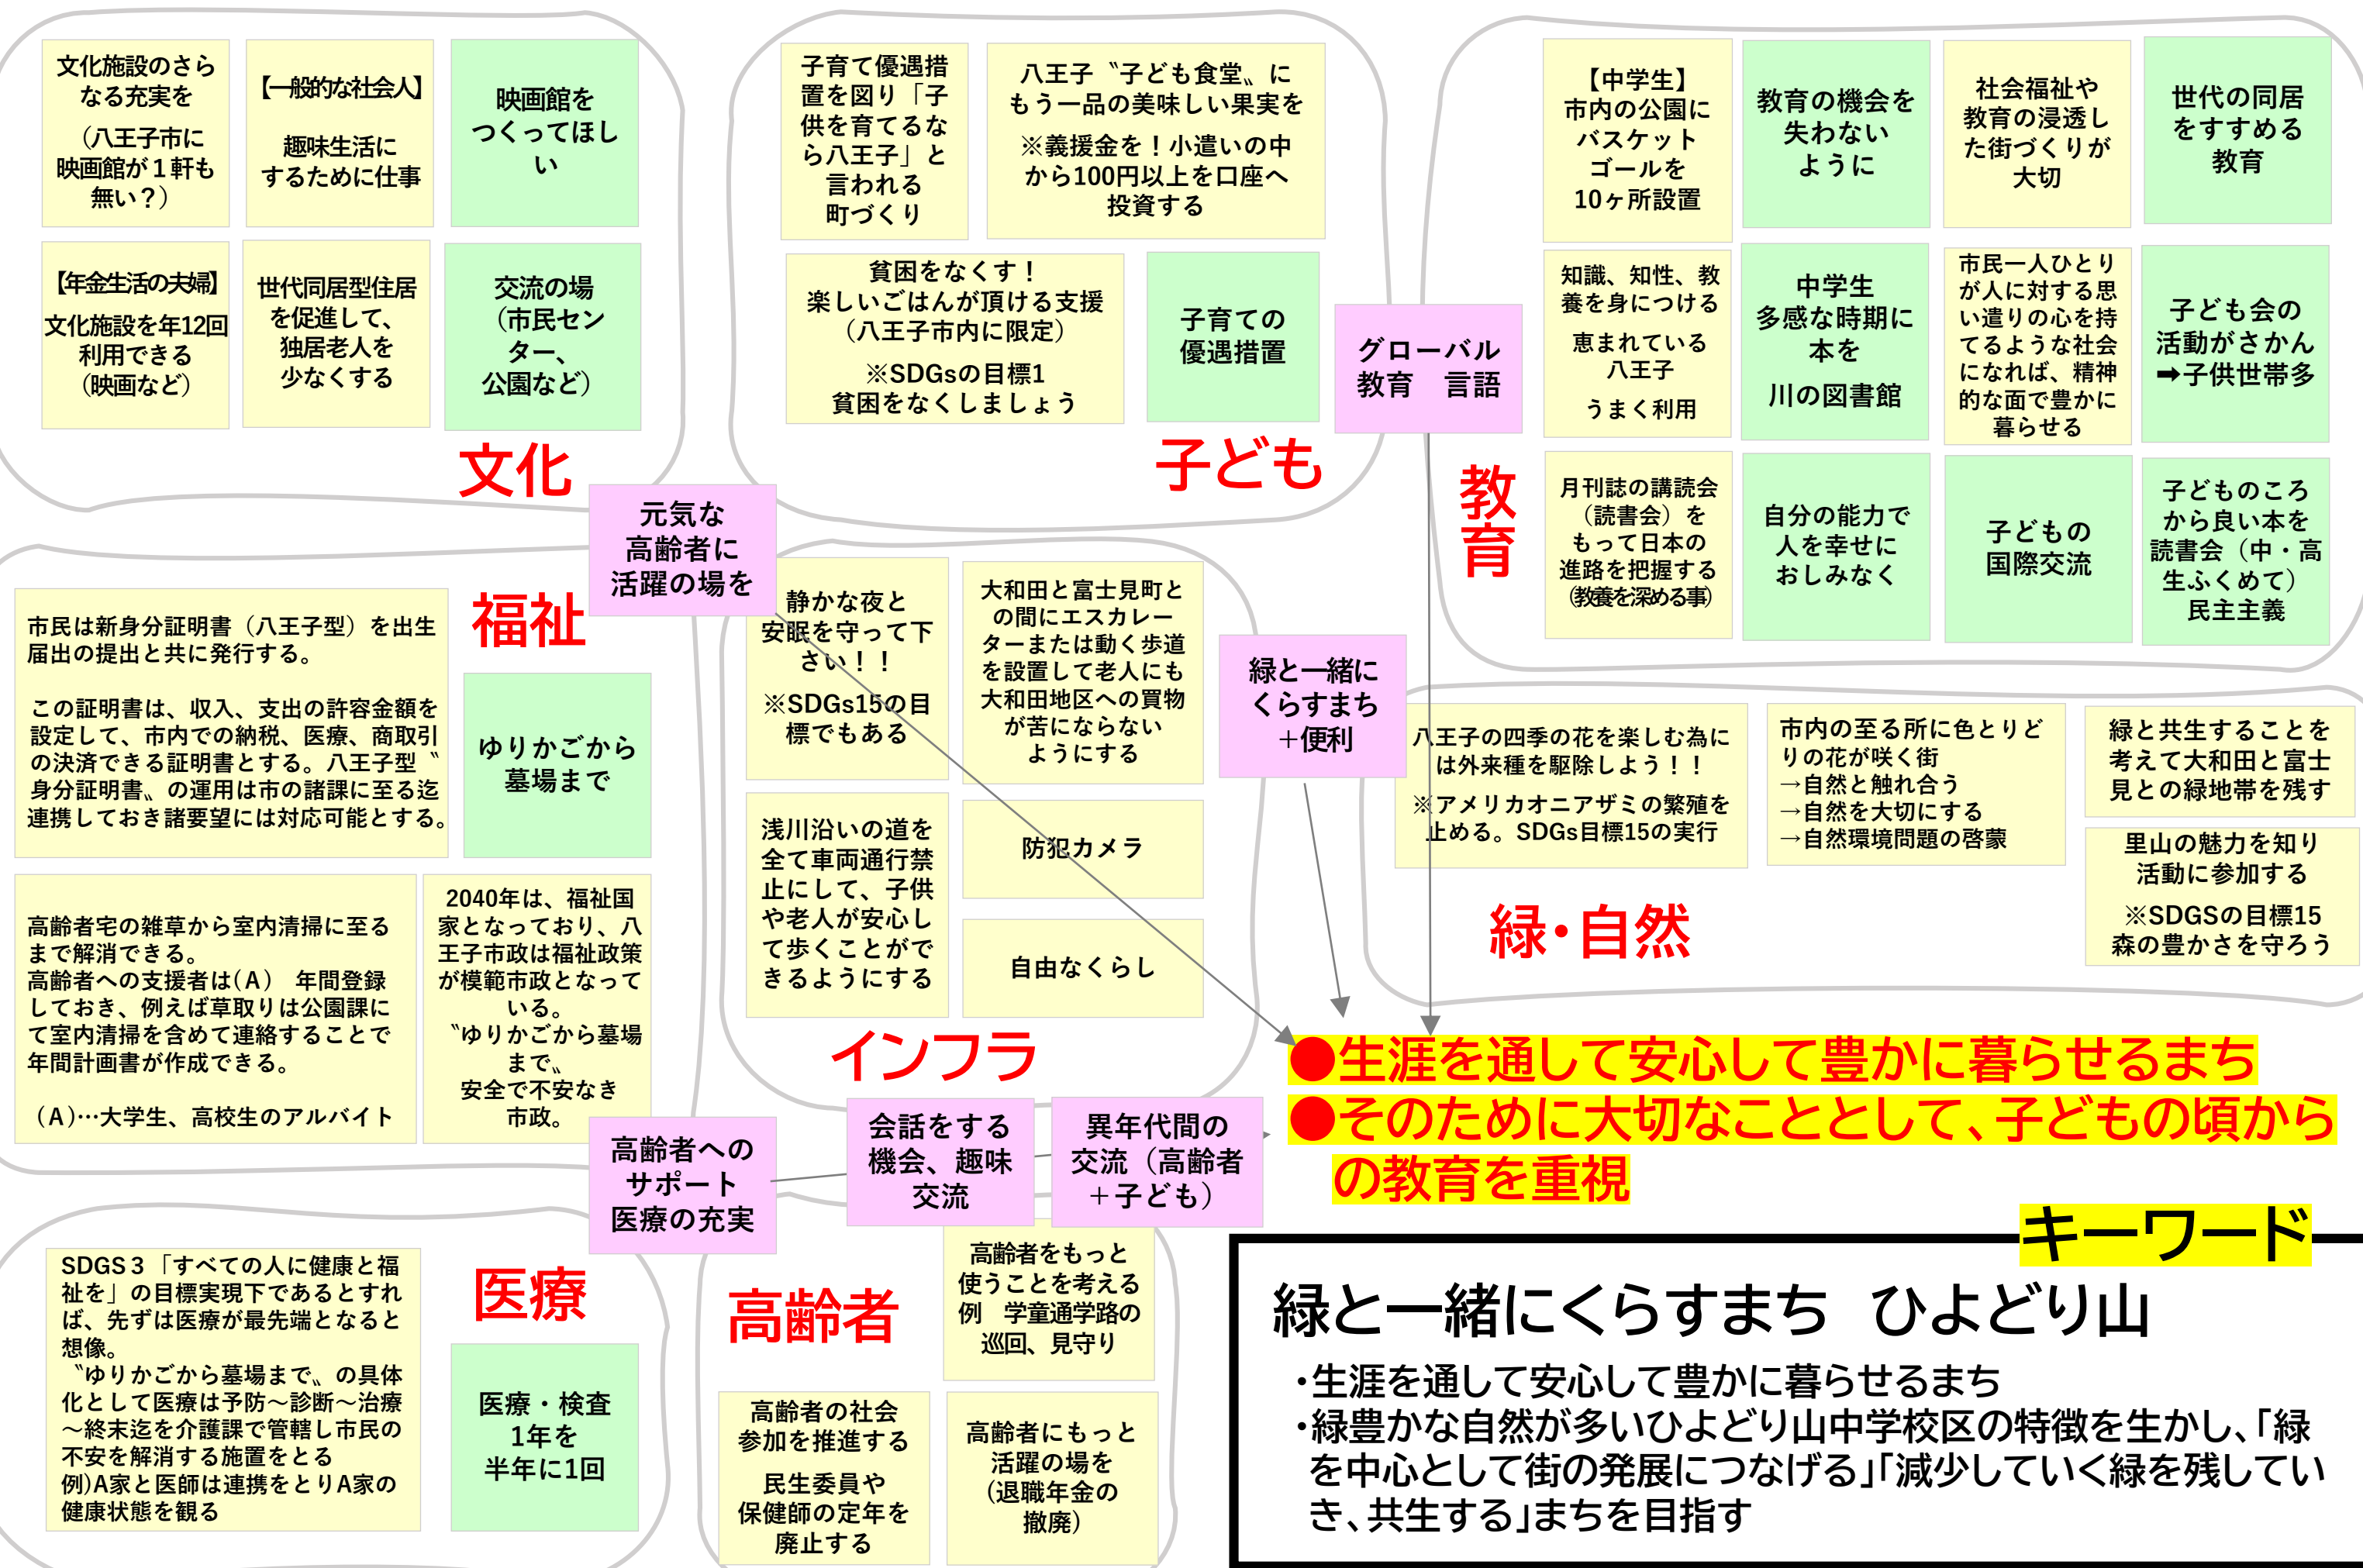 文化施設のさら
なる充実を
（八王子市に
映画館が１軒も
無い？）
【一般的な社会人】
趣味生活に
するために仕事
映画館を
つくってほし
い
【年金生活の夫婦】
文化施設を年12回
利用できる
（映画など）
世代同居型住居
を促進して、
独居老人を
少なくする
交流の場
（市民セン
ター、
公園など）
文化
子育て優遇措
置を図り「子
供を育てるな
ら八王子」と
言われる
町づくり
八王子〝子ども食堂〟に
もう一品の美味しい果実を
※義援金を！小遣いの中
から100円以上を口座へ
投資する
貧困をなくす！
楽しいごはんが頂ける支援
（八王子市内に限定）
※SDGsの目標1
貧困をなくしましょう
子育ての
優遇措置
子ども
グローバル
教育　言語
【中学生】
市内の公園に
バスケット
ゴールを
10ヶ所設置
教育の機会を
失わない
ように
社会福祉や
教育の浸透し
た街づくりが
大切
世代の同居
をすすめる
教育
知識、知性、教
養を身につける
恵まれている
八王子
うまく利用
中学生
多感な時期に
本を
川の図書館
市民一人ひとり
が人に対する思
い遣りの心を持
てるような社会
になれば、精神
的な面で豊かに
暮らせる
子ども会の
活動がさかん
➡子供世帯多
月刊誌の講読会
（読書会）を
もって日本の
進路を把握する
（教養を深める事）
自分の能力で
人を幸せに
おしみなく
子どもの
国際交流
子どものころ
から良い本を
読書会（中・高
生ふくめて）
民主主義
教育
元気な
高齢者に
活躍の場を
福祉
市民は新身分証明書（八王子型）を出生
届出の提出と共に発行する。
この証明書は、収入、支出の許容金額を
設定して、市内での納税、医療、商取引
の決済できる証明書とする。八王子型〝
身分証明書〟の運用は市の諸課に至る迄
連携しておき諸要望には対応可能とする。
ゆりかごから
墓場まで
高齢者宅の雑草から室内清掃に至る
まで解消できる。
高齢者への支援者は(Ａ)　年間登録
しておき、例えば草取りは公園課に
て室内清掃を含めて連絡することで
年間計画書が作成できる。
（Ａ)…大学生、高校生のアルバイト
2040年は、福祉国
家となっており、八
王子市政は福祉政策
が模範市政となって
いる。
〝ゆりかごから墓場
まで〟
安全で不安なき
市政。
静かな夜と
安眠を守って下
さい！！
※SDGs15の目
標でもある
大和田と富士見町と
の間にエスカレー
ターまたは動く歩道
を設置して老人にも
大和田地区への買物
が苦にならない
ようにする
浅川沿いの道を
全て車両通行禁
止にして、子供
や老人が安心し
て歩くことがで
きるようにする
防犯カメラ
自由なくらし
インフラ
緑と一緒に
くらすまち
＋便利
八王子の四季の花を楽しむ為に
は外来種を駆除しよう！！
※アメリカオニアザミの繁殖を
止める。SDGs目標15の実行
市内の至る所に色とりど
りの花が咲く街
→自然と触れ合う
→自然を大切にする
→自然環境問題の啓蒙
緑と共生することを
考えて大和田と富士
見との緑地帯を残す
里山の魅力を知り
活動に参加する
※SDGSの目標15
森の豊かさを守ろう
緑・自然
●生涯を通して安心して豊かに暮らせるまち
●そのために大切なこととして、子どもの頃から
の教育を重視
高齢者への
サポート
医療の充実
会話をする
機会、趣味
交流
異年代間の
交流（高齢者
＋子ども）
SDGS３「すべての人に健康と福
祉を」の目標実現下であるとすれ
ば、先ずは医療が最先端となると
想像。
〝ゆりかごから墓場まで〟の具体
化として医療は予防～診断～治療
～終末迄を介護課で管轄し市民の
不安を解消する施置をとる
例)A家と医師は連携をとりA家の
健康状態を観る
医療
医療・検査
1年を
半年に1回
高齢者
高齢者をもっと
使うことを考える
例　学童通学路の
巡回、見守り
高齢者の社会
参加を推進する
民生委員や
保健師の定年を
廃止する
高齢者にもっと
活躍の場を
（退職年金の
撤廃）
キーワード
緑と一緒にくらすまち　ひよどり山
・生涯を通して安心して豊かに暮らせるまち
・緑豊かな自然が多いひよどり山中学校区の特徴を生かし、「緑
を中心として街の発展につなげる」「減少していく緑を残してい
き、共生する」まちを目指す